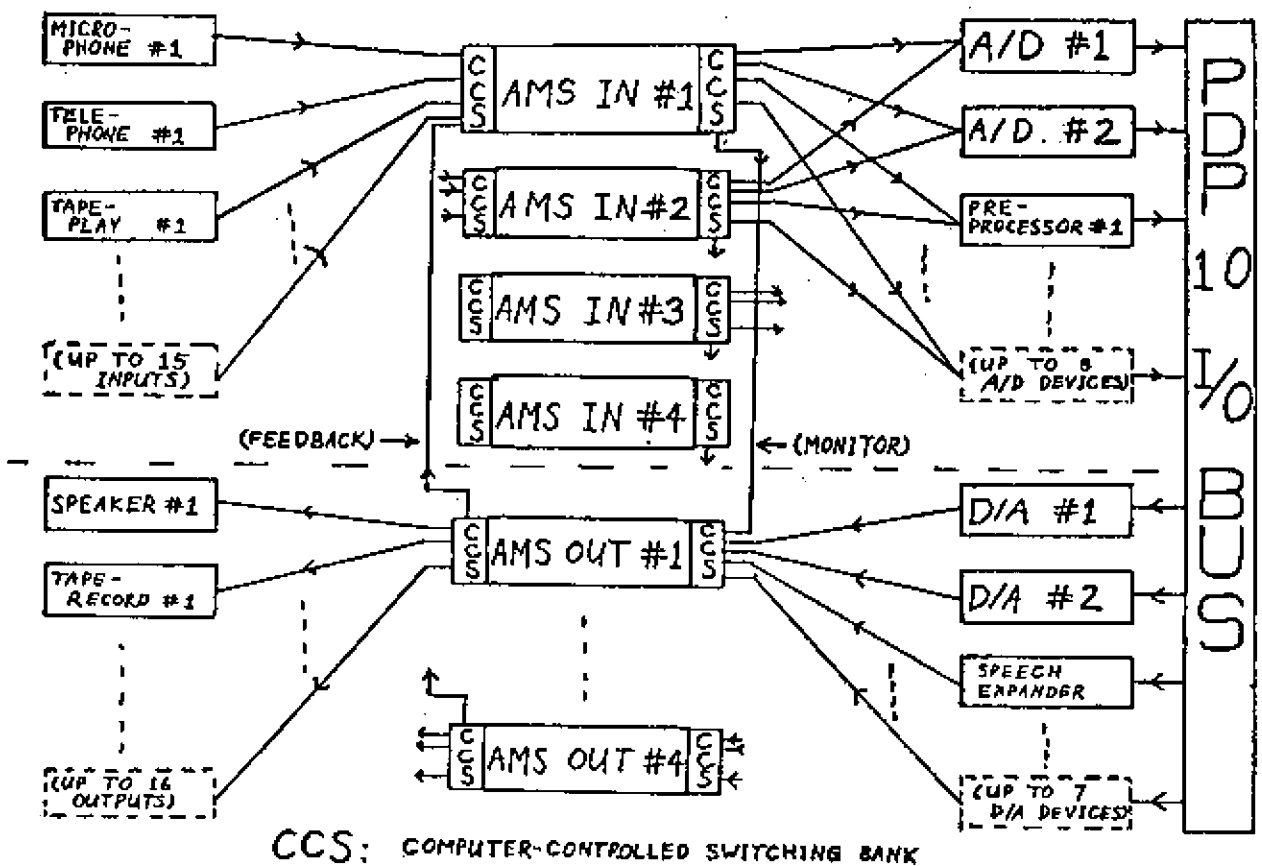 MICRO-
PHONE #1
TELE-
PHONE #1
TAPE-
PLAY #1
(UP TO 15
INPUTS)
CCS
AMS IN #1
CCS
CCS
AMS IN #2
CCS
CCS
AMS IN #3
CCS
CCS
AMS IN #4
CCS
A/D #1
A/D. #2
PRE-
PROCESSOR #1
(UP TO 8
A/D DEVICES)
PDP 10 I/O BUS
(FEEDBACK)
(MONITOR)
SPEAKER #1
TAPE-
RECORD #1
(UP TO 16
OUTPUTS)
CCS
AMS OUT #1
CCS
CCS
AMS OUT #4
CCS
D/A #1
D/A #2
SPEECH
EXPANDER
(UP TO 7
D/A DEVICES)
CCS: COMPUTER-CONTROLLED SWITCHING BANK